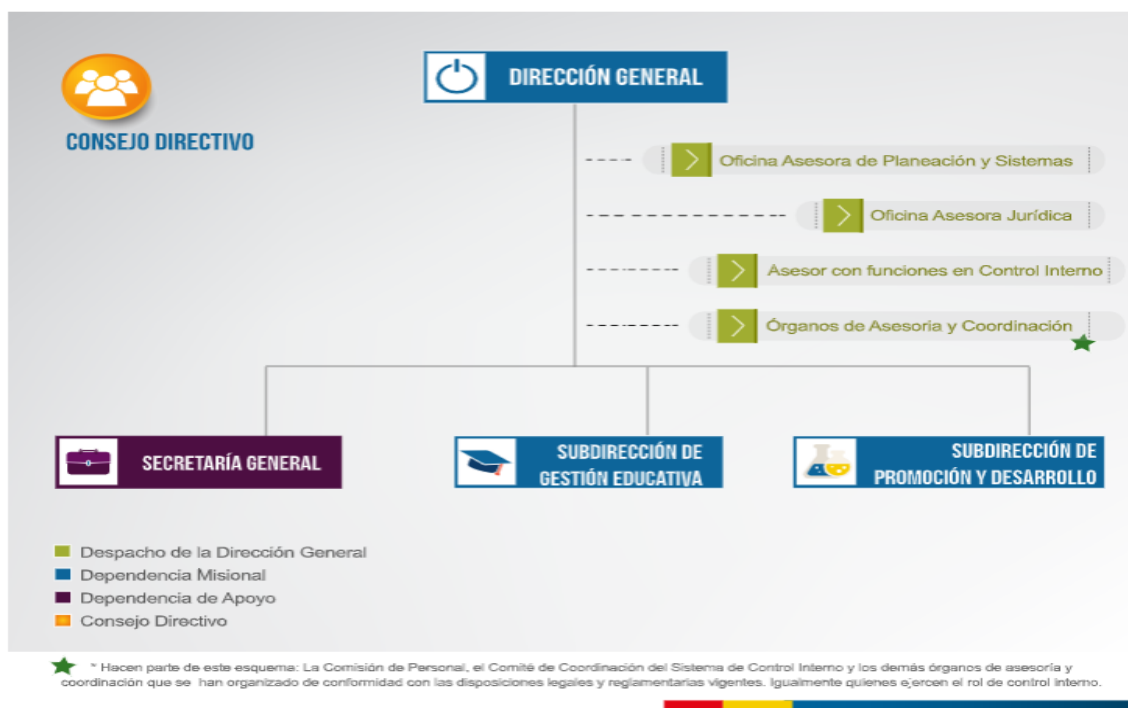 DIRECCIÓN GENERAL
CONSEJO DIRECTIVO
Oficina Asesora de Planeación y Sistemas
Oficina Asesora Jurídica
Asesor con funciones en Control Interno
Órganos de Asesoria y Coordinación
SECRETARÍA GENERAL
SUBDIRECCIÓN DE
GESTIÓN EDUCATIVA
SUBDIRECCIÓN DE
PROMOCIÓN Y DESARROLLO
Despacho de la Dirección General
Dependencia Misional
Dependencia de Apoyo
Consejo Directivo
* Hacen parte de este esquema: La Comisión de Personal, el Comité de Coordinación del Sistema de Control Interno y los demás órganos de asesoría y
coordinación que se han organizado de conformidad con las disposiciones legales y reglamentarias vigentes. Igualmente quienes ejercen el rol de control interno.